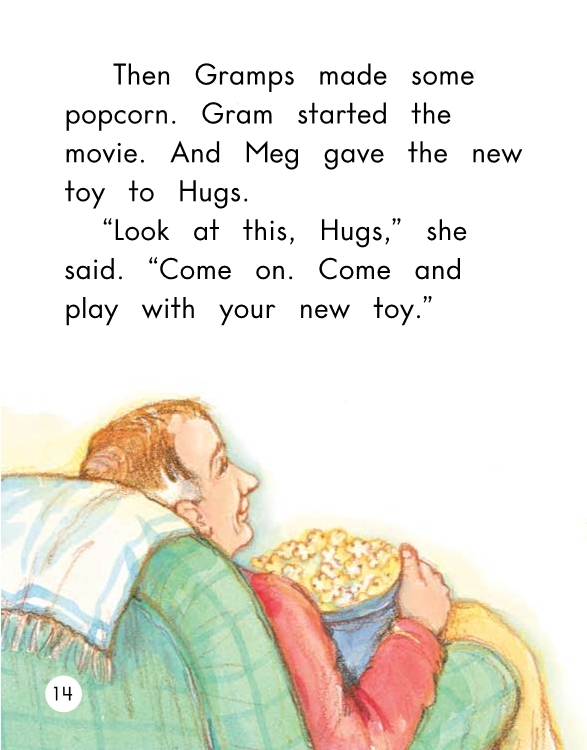 Then Gramps made some
popcorn. Gram started the
movie. And Meg gave the new
toy to Hugs.
“Look at this, Hugs,” she
said. “Come on. Come and
play with your new toy.”
14